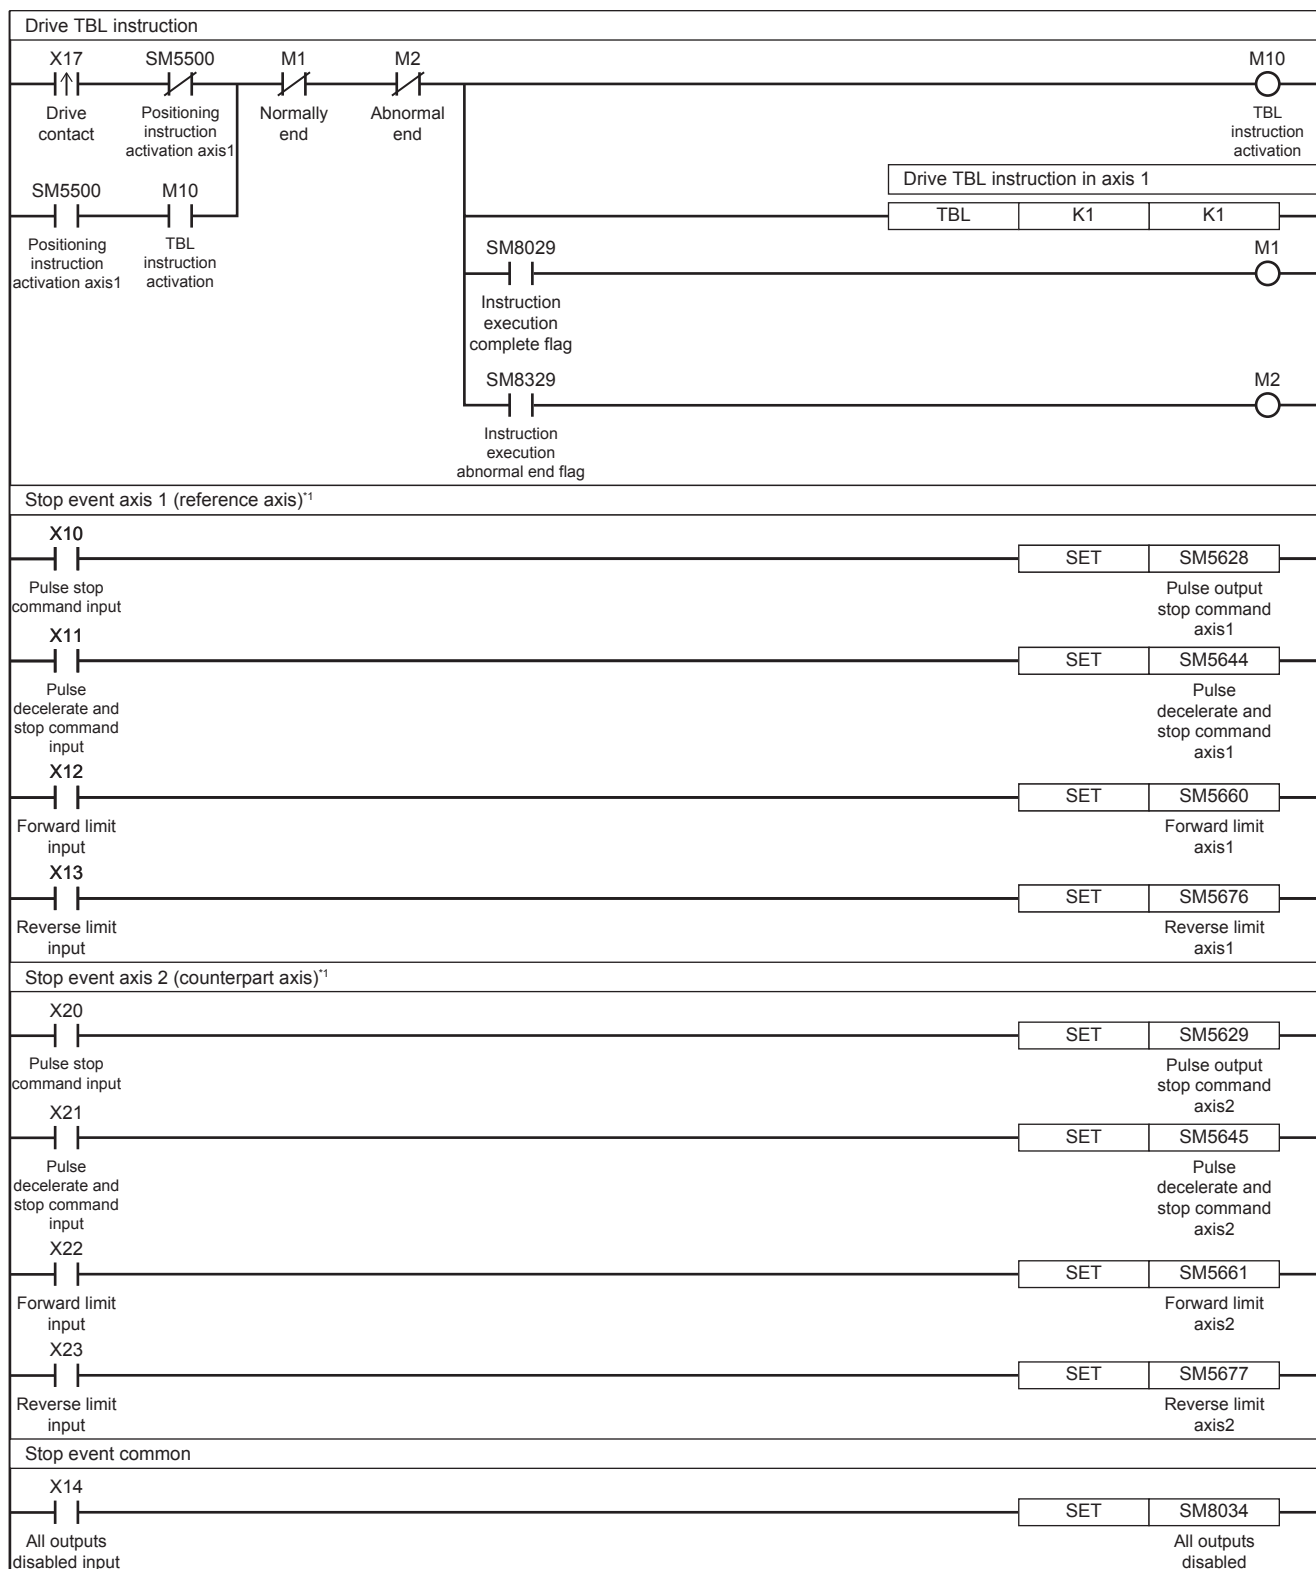 Drive TBL instruction
X17 SM5500 M1 M2 M10
Drive contact
Positioning instruction activation axis1
Normally end
Abnormal end
TBL instruction activation
Drive TBL instruction in axis 1
SM5500 M10
TBL K1 K1
Positioning instruction activation axis1
TBL instruction activation
SM8029 M1
Instruction execution complete flag
SM8329 M2
Instruction execution abnormal end flag
Stop event axis 1 (reference axis)*1
X10
SET SM5628
Pulse stop command input
Pulse output stop command axis1
X11
SET SM5644
Pulse decelerate and stop command input
Pulse decelerate and stop command axis1
X12
SET SM5660
Forward limit input
Forward limit axis1
X13
SET SM5676
Reverse limit input
Reverse limit axis1
Stop event axis 2 (counterpart axis)*1
X20
SET SM5629
Pulse stop command input
Pulse output stop command axis2
X21
SET SM5645
Pulse decelerate and stop command input
Pulse decelerate and stop command axis2
X22
SET SM5661
Forward limit input
Forward limit axis2
X23
SET SM5677
Reverse limit input
Reverse limit axis2
Stop event common
X14
SET SM8034
All outputs disabled input
All outputs disabled